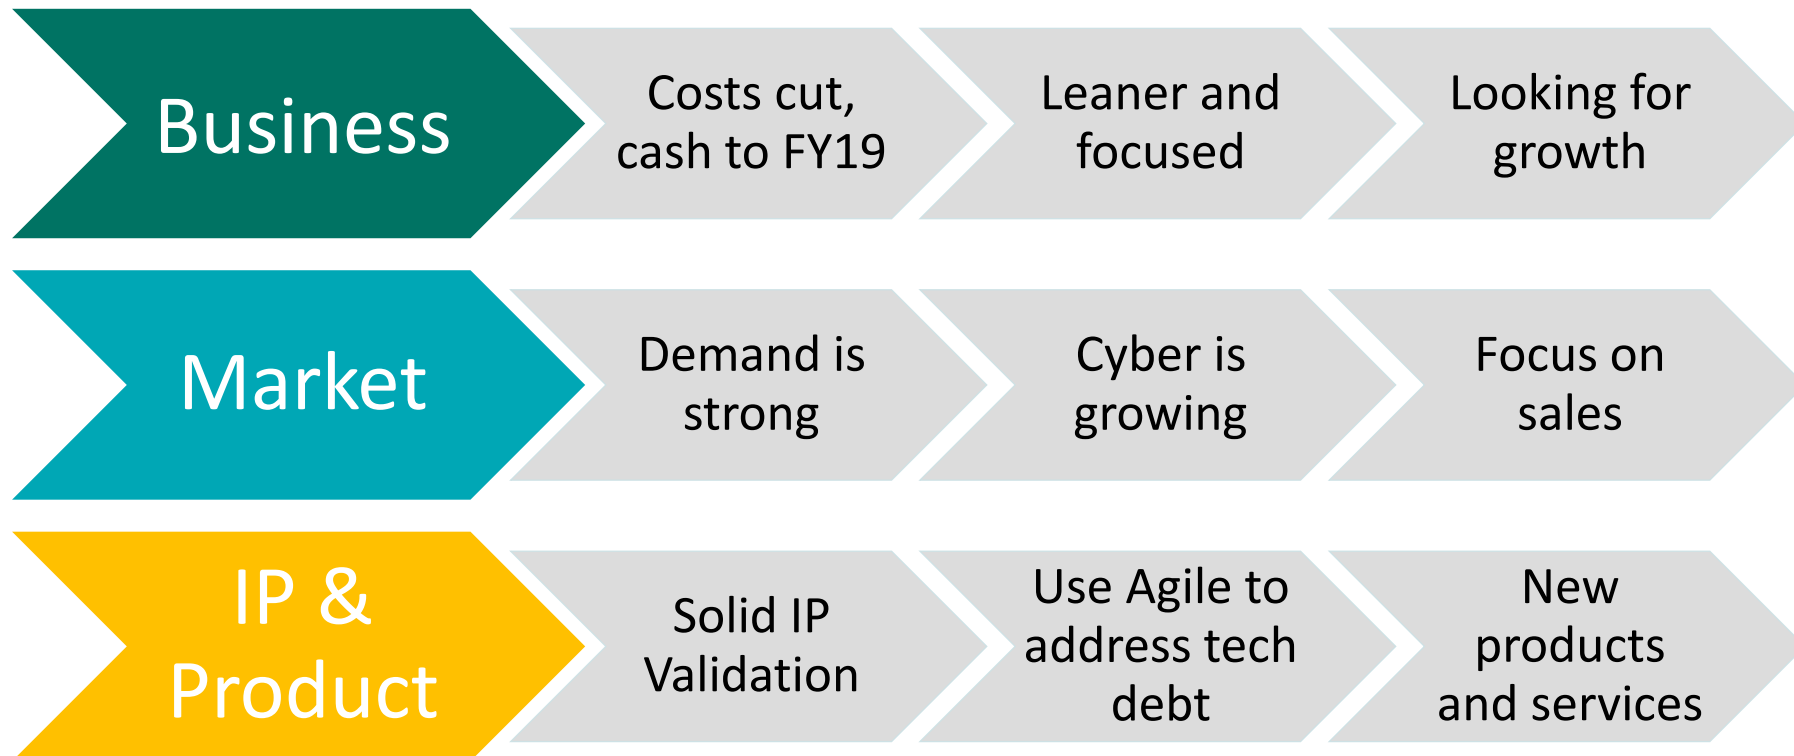 Business
Costs cut,
cash to FY19
Leaner and
focused
Looking for
growth
Market
Demand is
strong
Cyber is
growing
Focus on
sales
IP &
Product
Solid IP
Validation
Use Agile to
address tech
debt
New
products
and services